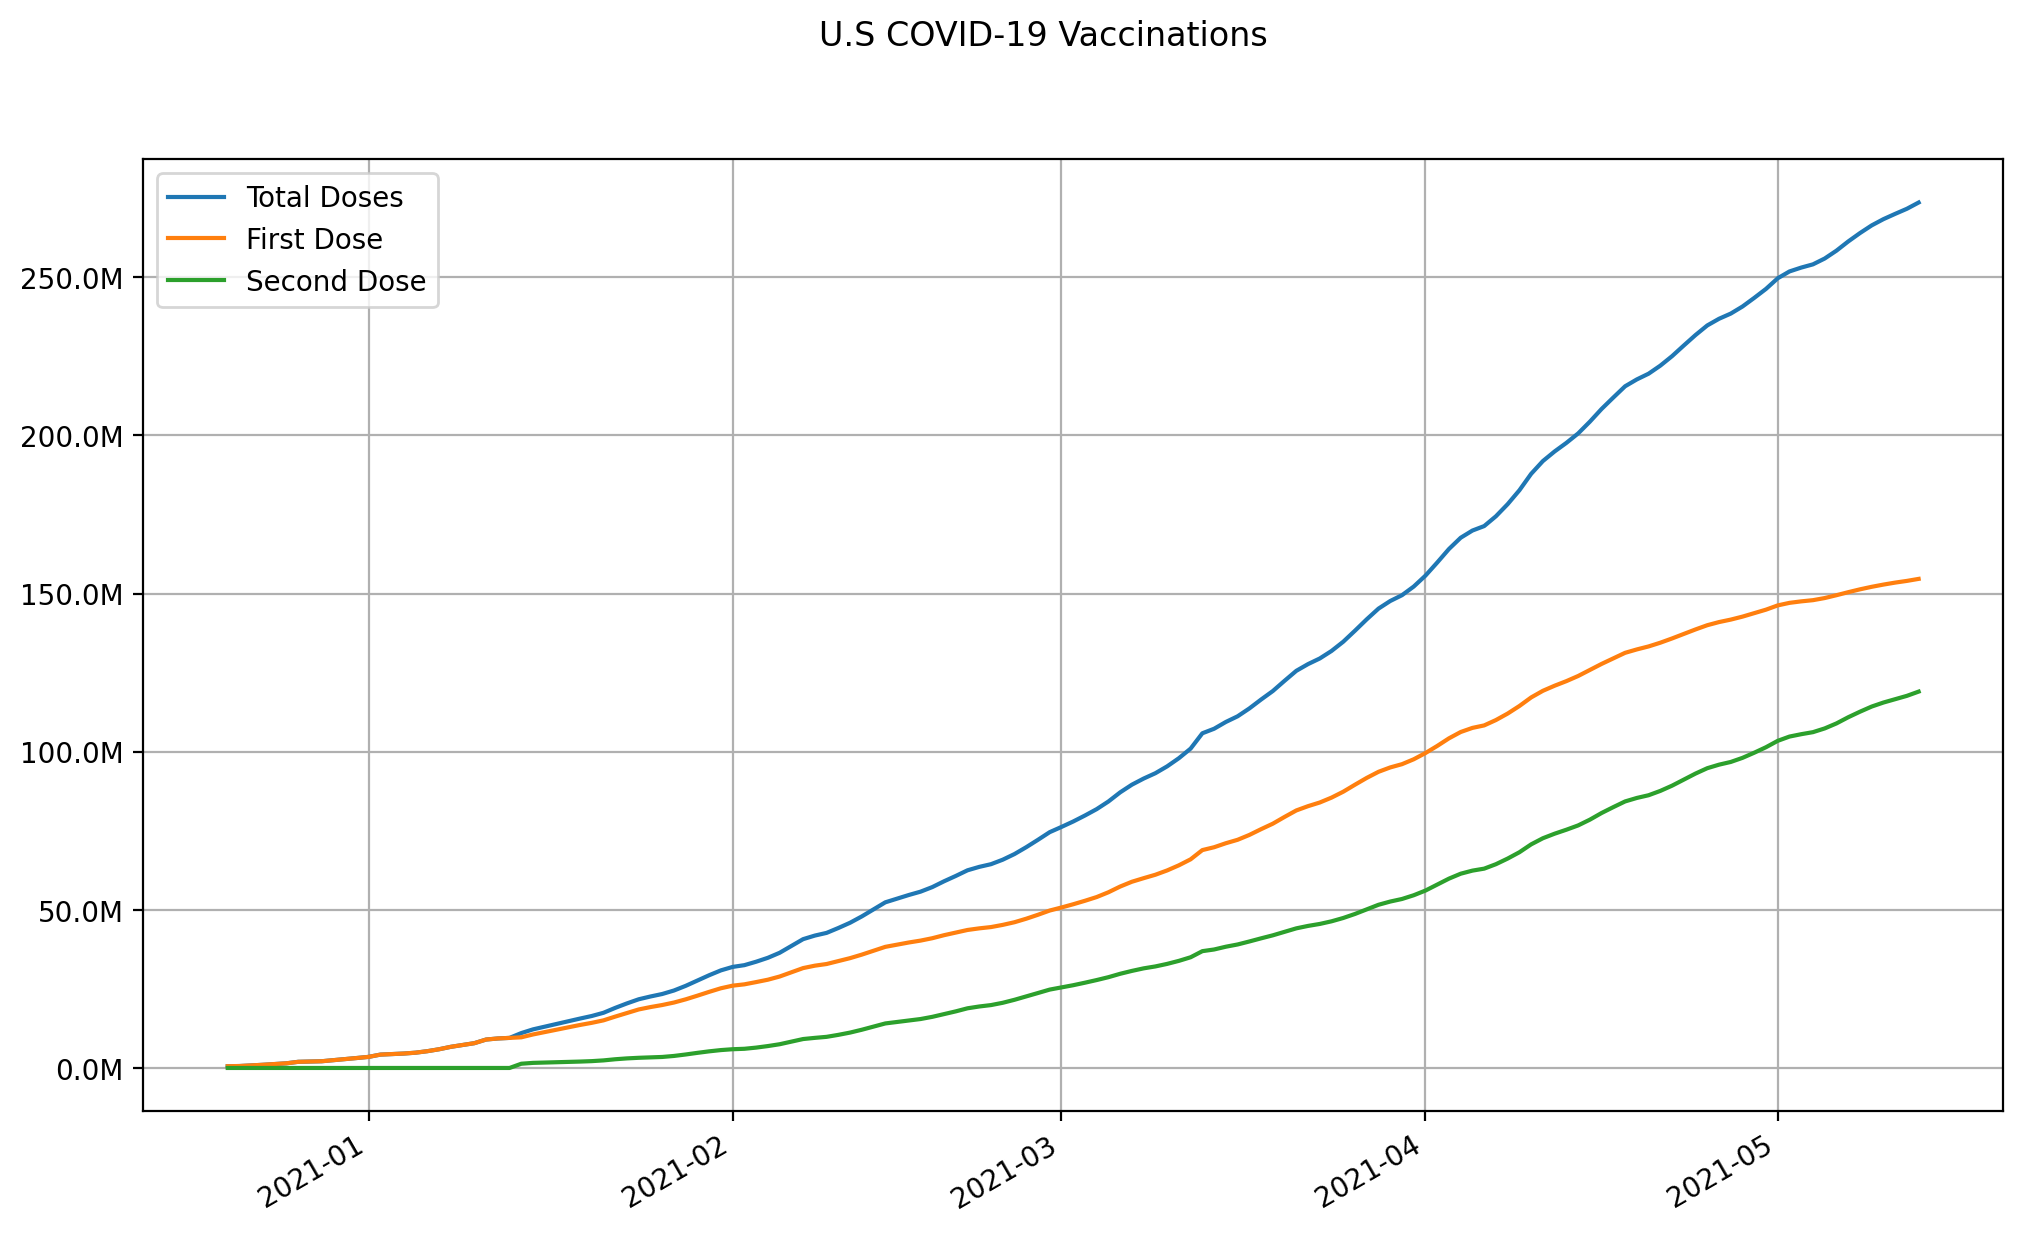 U.S COVID-19 Vaccinations
Total Doses
First Dose
Second Dose
250.0M
200.0M
150.0M
100.0M
50.0M
0.0M
2021-01
2021-02
2021-03
2021-04
2021-05